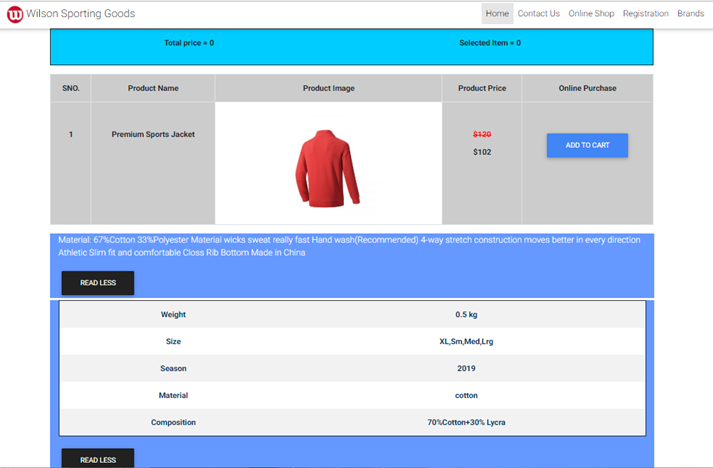 Wilson Sporting Goods Home Contact Us Online Shop Registration Brands
Total price = 0 Selected Item = 0
SNO. Product Name Product Image Product Price Online Purchase
1 Premium Sports Jacket $120 ADD TO CART
$102
Material: 67%Cotton 33%Polyester Material wicks sweat really fast Hand wash(Recommended) 4-way stretch construction moves better in every direction
Athletic Slim fit and comfortable Closs Rib Bottom Made in China
READ LESS
Weight 0.5 kg
Size XL,Sm,Med,Lrg
Season 2019
Material cotton
Composition 70%Cotton+30% Lycra
READ LESS